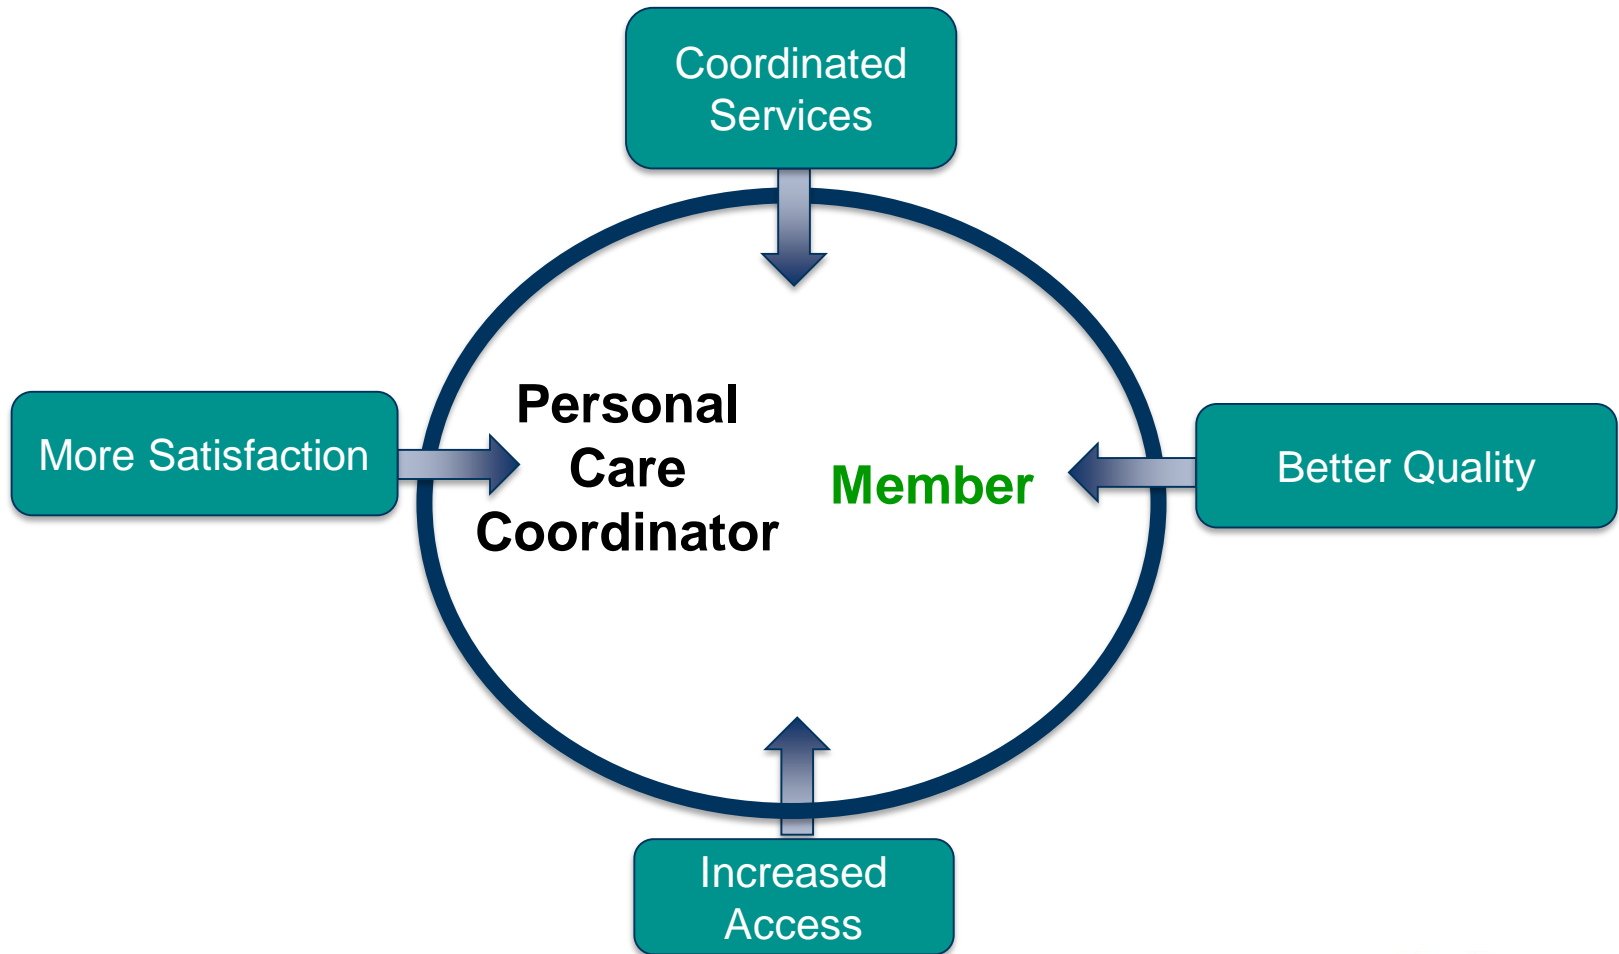 Coordinated
Services
More Satisfaction
Personal
Care
Coordinator
Member
Better Quality
Increased
Access